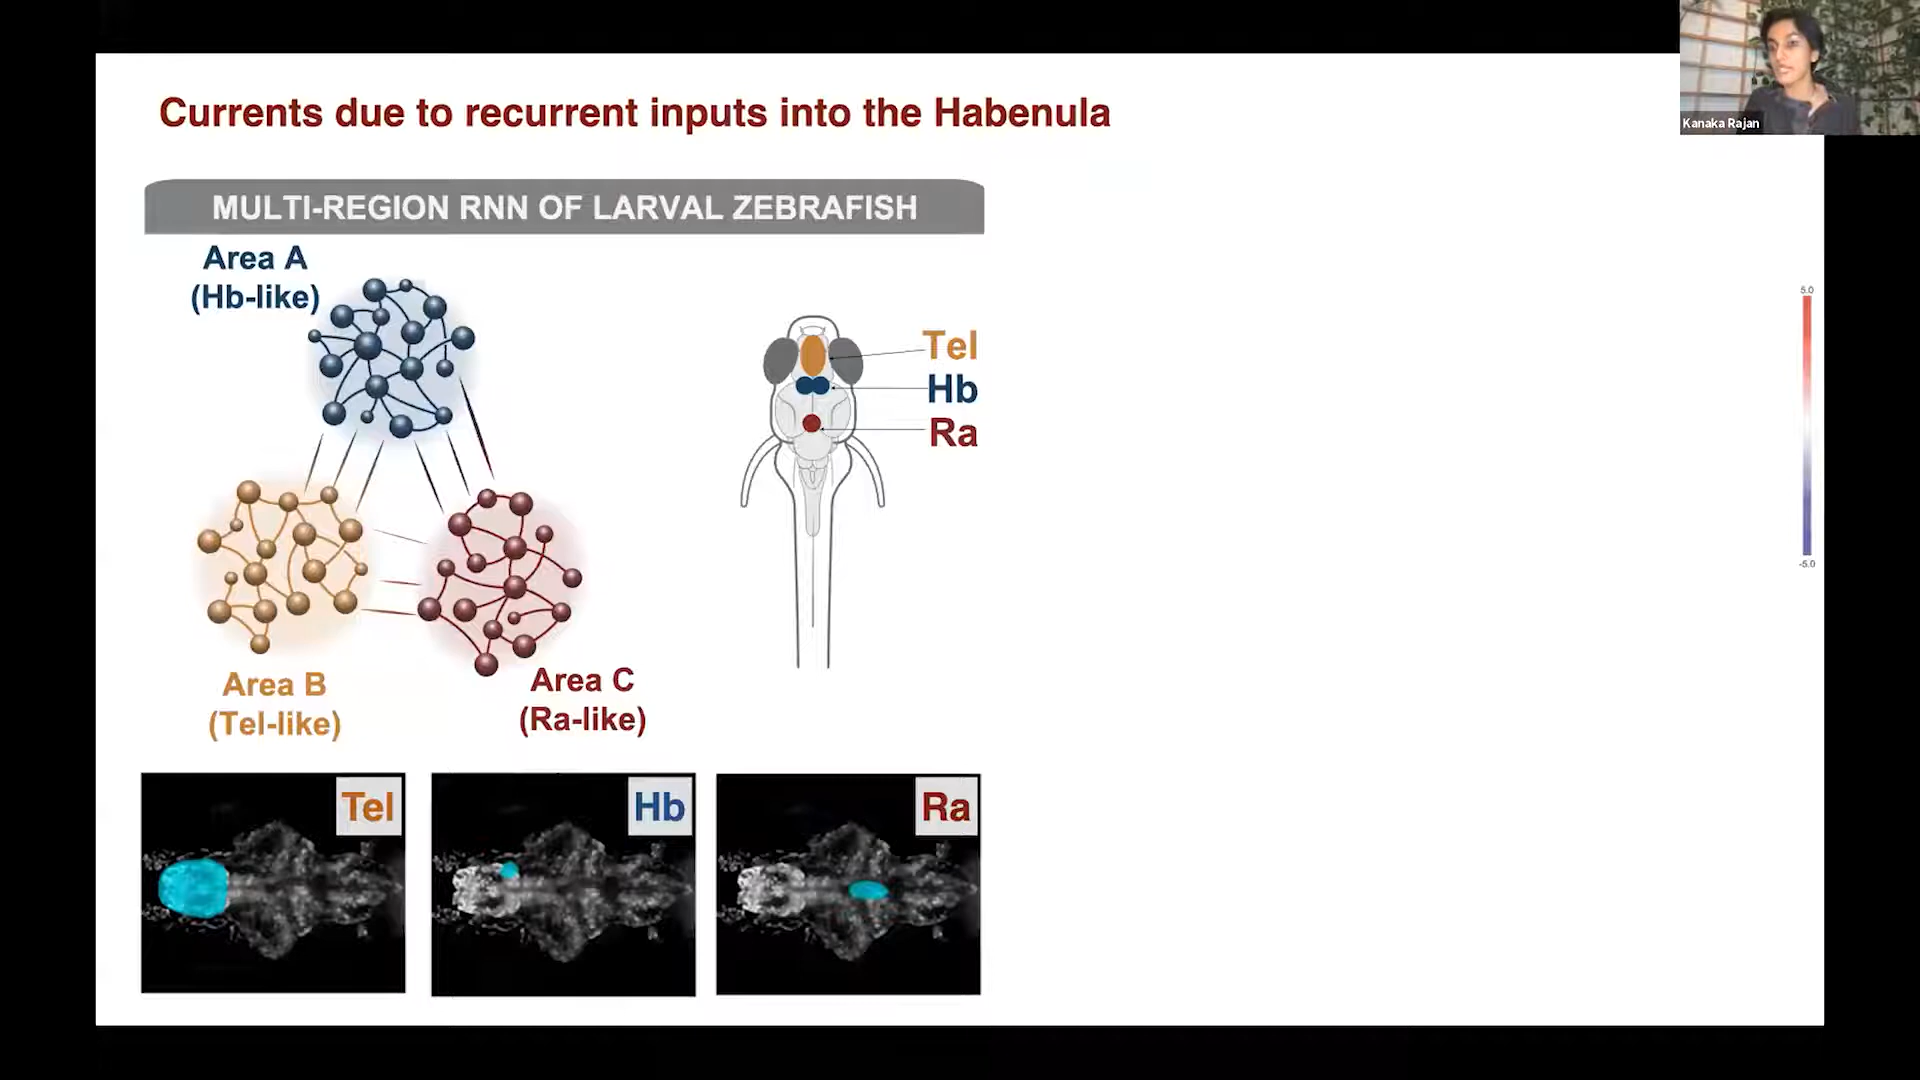 Kanaka Rajan
Currents due to recurrent inputs into the Habenula
MULTI-REGION RNN OF LARVAL ZEBRAFISH
Area A
(Hb-like)
Tel
Hb
Ra
Area B
(Tel-like)
Area C
(Ra-like)
Tel
Hb
Ra
5.0
-5.0